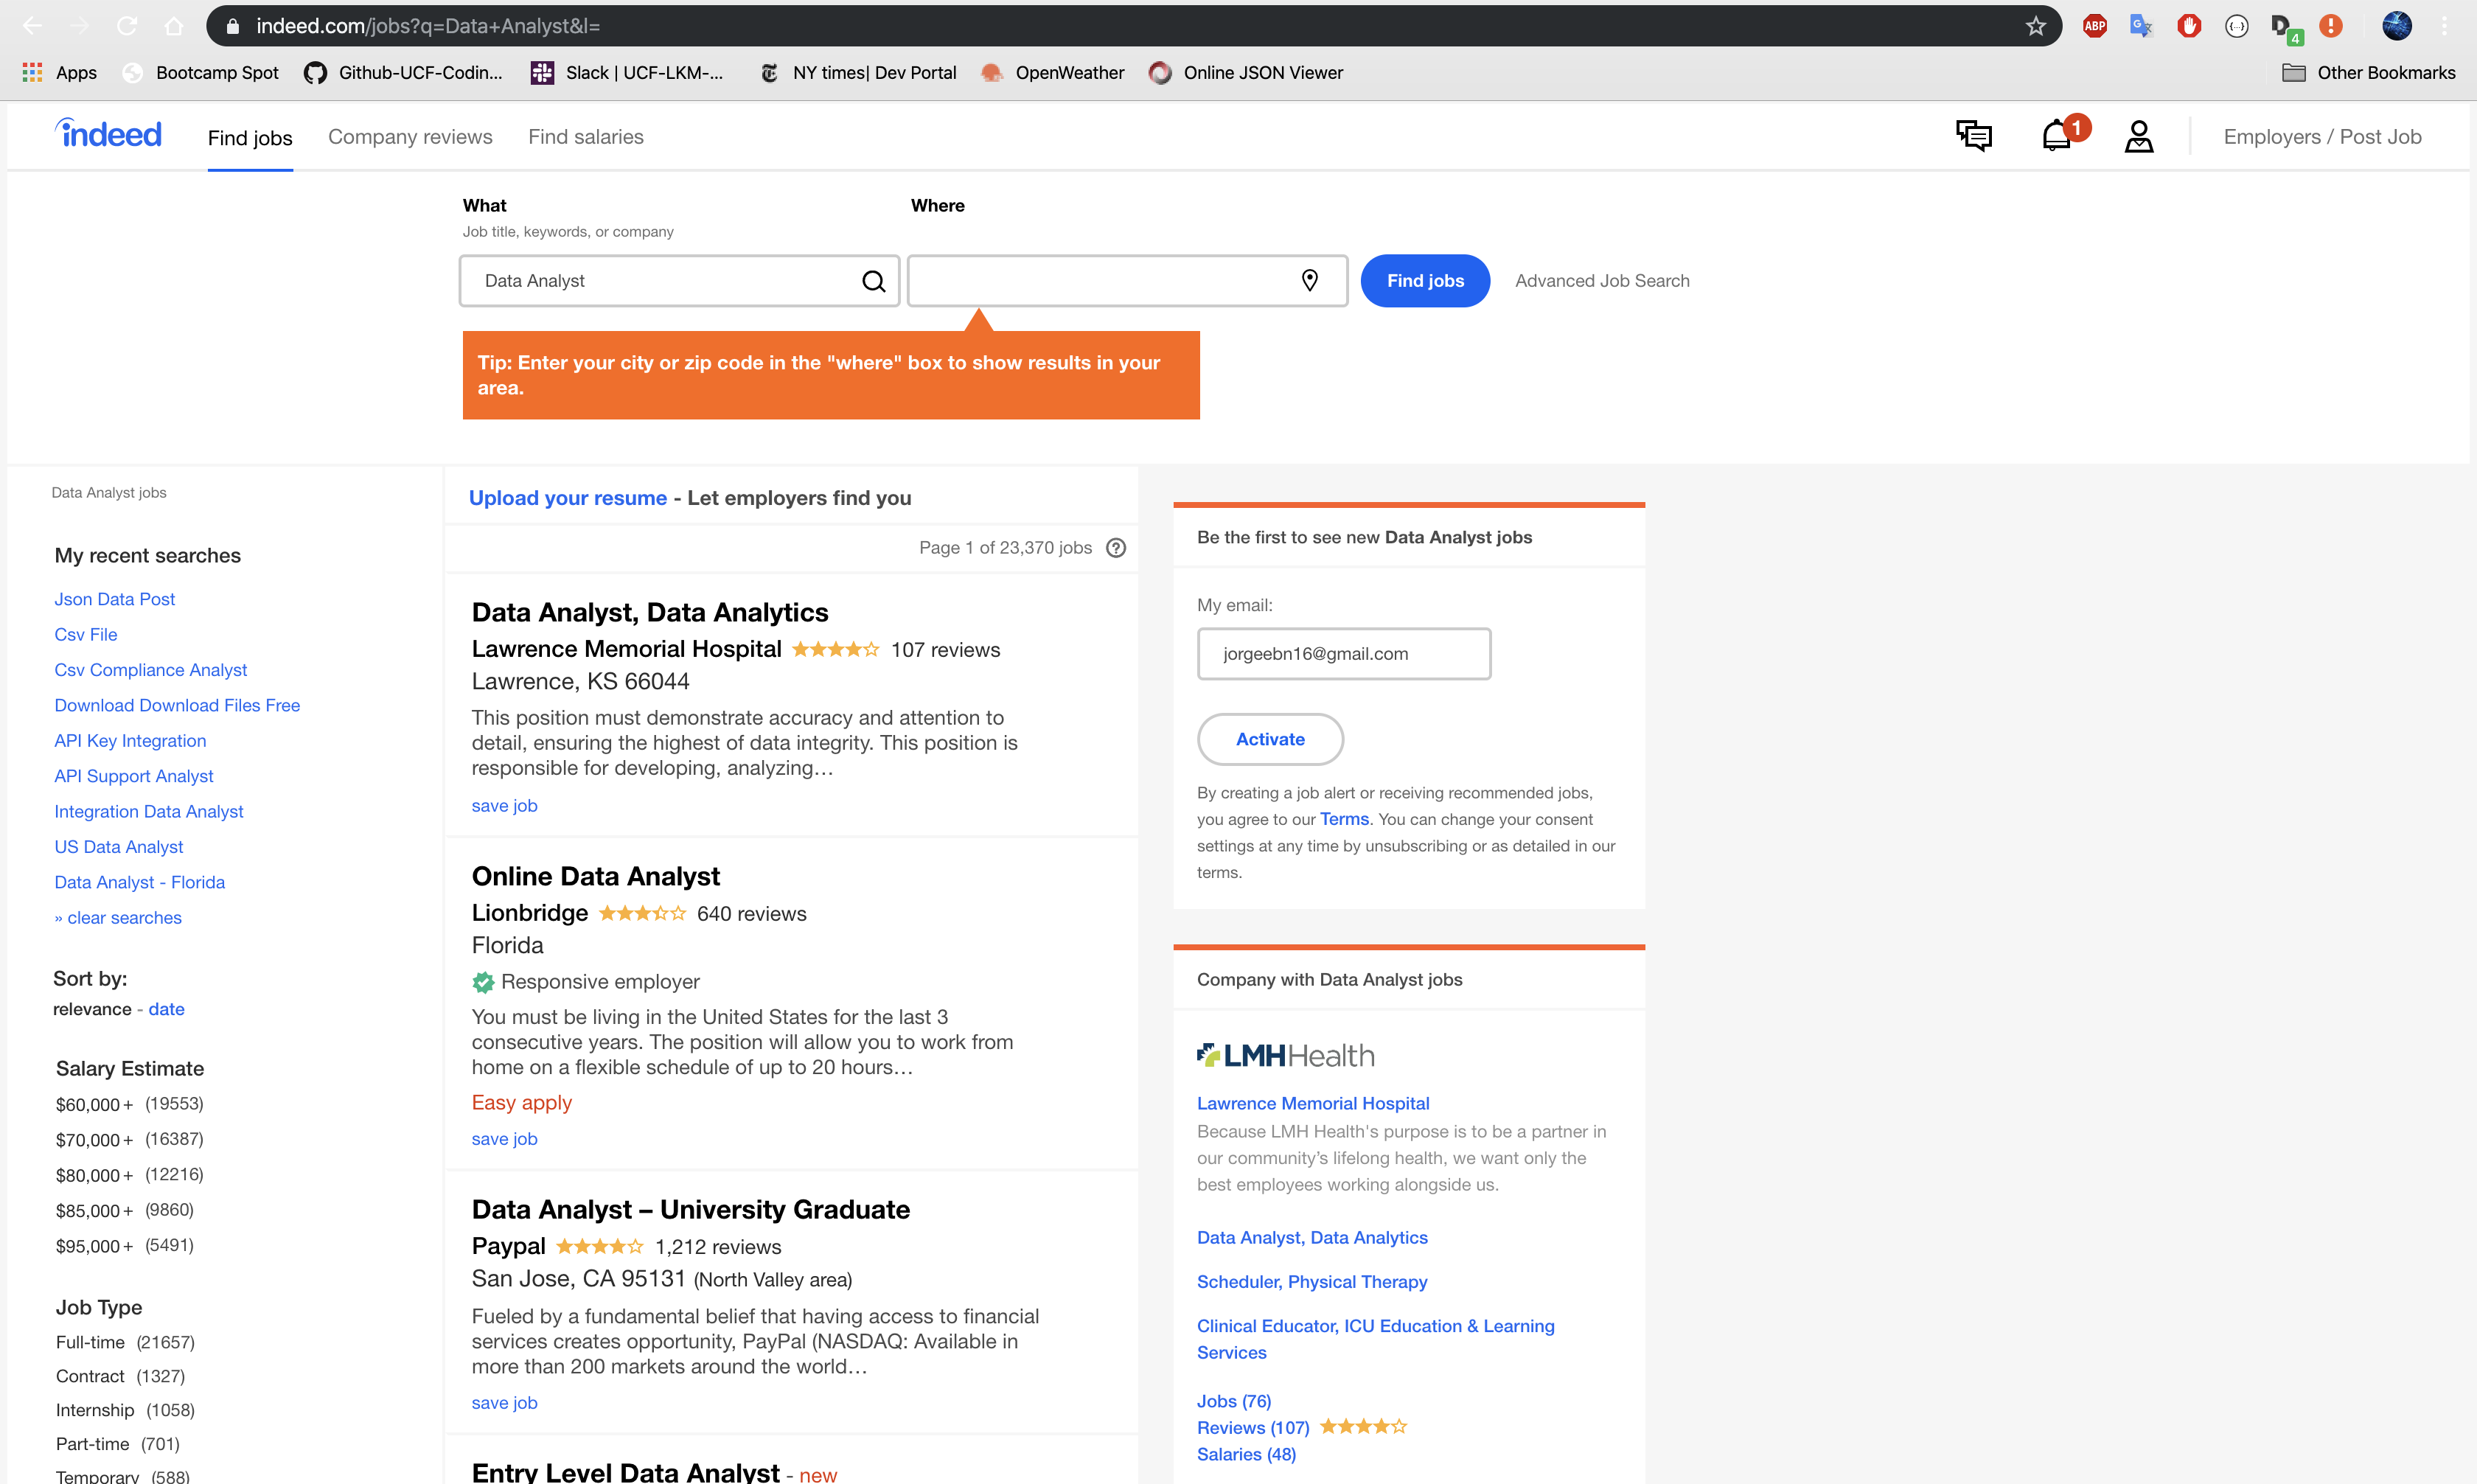 indeed.com/jobs?q=Data+Analyst&l=
ABP
4
Apps
Bootcamp Spot
Github-UCF-Codin...
Slack | UCF-LKM-...
NY times| Dev Portal
OpenWeather
Online JSON Viewer
Other Bookmarks
indeed
Find jobs
Company reviews
Find salaries
1
Employers / Post Job
What
Job title, keywords, or company
Where
Data Analyst
Find jobs
Advanced Job Search
Tip: Enter your city or zip code in the "where" box to show results in your
area.
Data Analyst jobs
My recent searches
Json Data Post
Csv File
Csv Compliance Analyst
Download Download Files Free
API Key Integration
API Support Analyst
Integration Data Analyst
US Data Analyst
Data Analyst - Florida
» clear searches
Sort by:
relevance - date
Salary Estimate
$60,000+ (19553)
$70,000+ (16387)
$80,000+ (12216)
$85,000+ (9860)
$95,000+ (5491)
Job Type
Full-time (21657)
Contract (1327)
Internship (1058)
Part-time (701)
Temporary (588)
Upload your resume - Let employers find you
Page 1 of 23,370 jobs
Data Analyst, Data Analytics
Lawrence Memorial Hospital 107 reviews
Lawrence, KS 66044
This position must demonstrate accuracy and attention to
detail, ensuring the highest of data integrity. This position is
responsible for developing, analyzing…
save job
Online Data Analyst
Lionbridge 640 reviews
Florida
Responsive employer
You must be living in the United States for the last 3
consecutive years. The position will allow you to work from
home on a flexible schedule of up to 20 hours…
Easy apply
save job
Data Analyst – University Graduate
Paypal 1,212 reviews
San Jose, CA 95131 (North Valley area)
Fueled by a fundamental belief that having access to financial
services creates opportunity, PayPal (NASDAQ: Available in
more than 200 markets around the world…
save job
Entry Level Data Analyst - new
Be the first to see new Data Analyst jobs
My email:
jorgeebn16@gmail.com
Activate
By creating a job alert or receiving recommended jobs,
you agree to our Terms. You can change your consent
settings at any time by unsubscribing or as detailed in our
terms.
Company with Data Analyst jobs
LMHHealth
Lawrence Memorial Hospital
Because LMH Health's purpose is to be a partner in
our community’s lifelong health, we want only the
best employees working alongside us.
Data Analyst, Data Analytics
Scheduler, Physical Therapy
Clinical Educator, ICU Education & Learning
Services
Jobs (76)
Reviews (107)
Salaries (48)